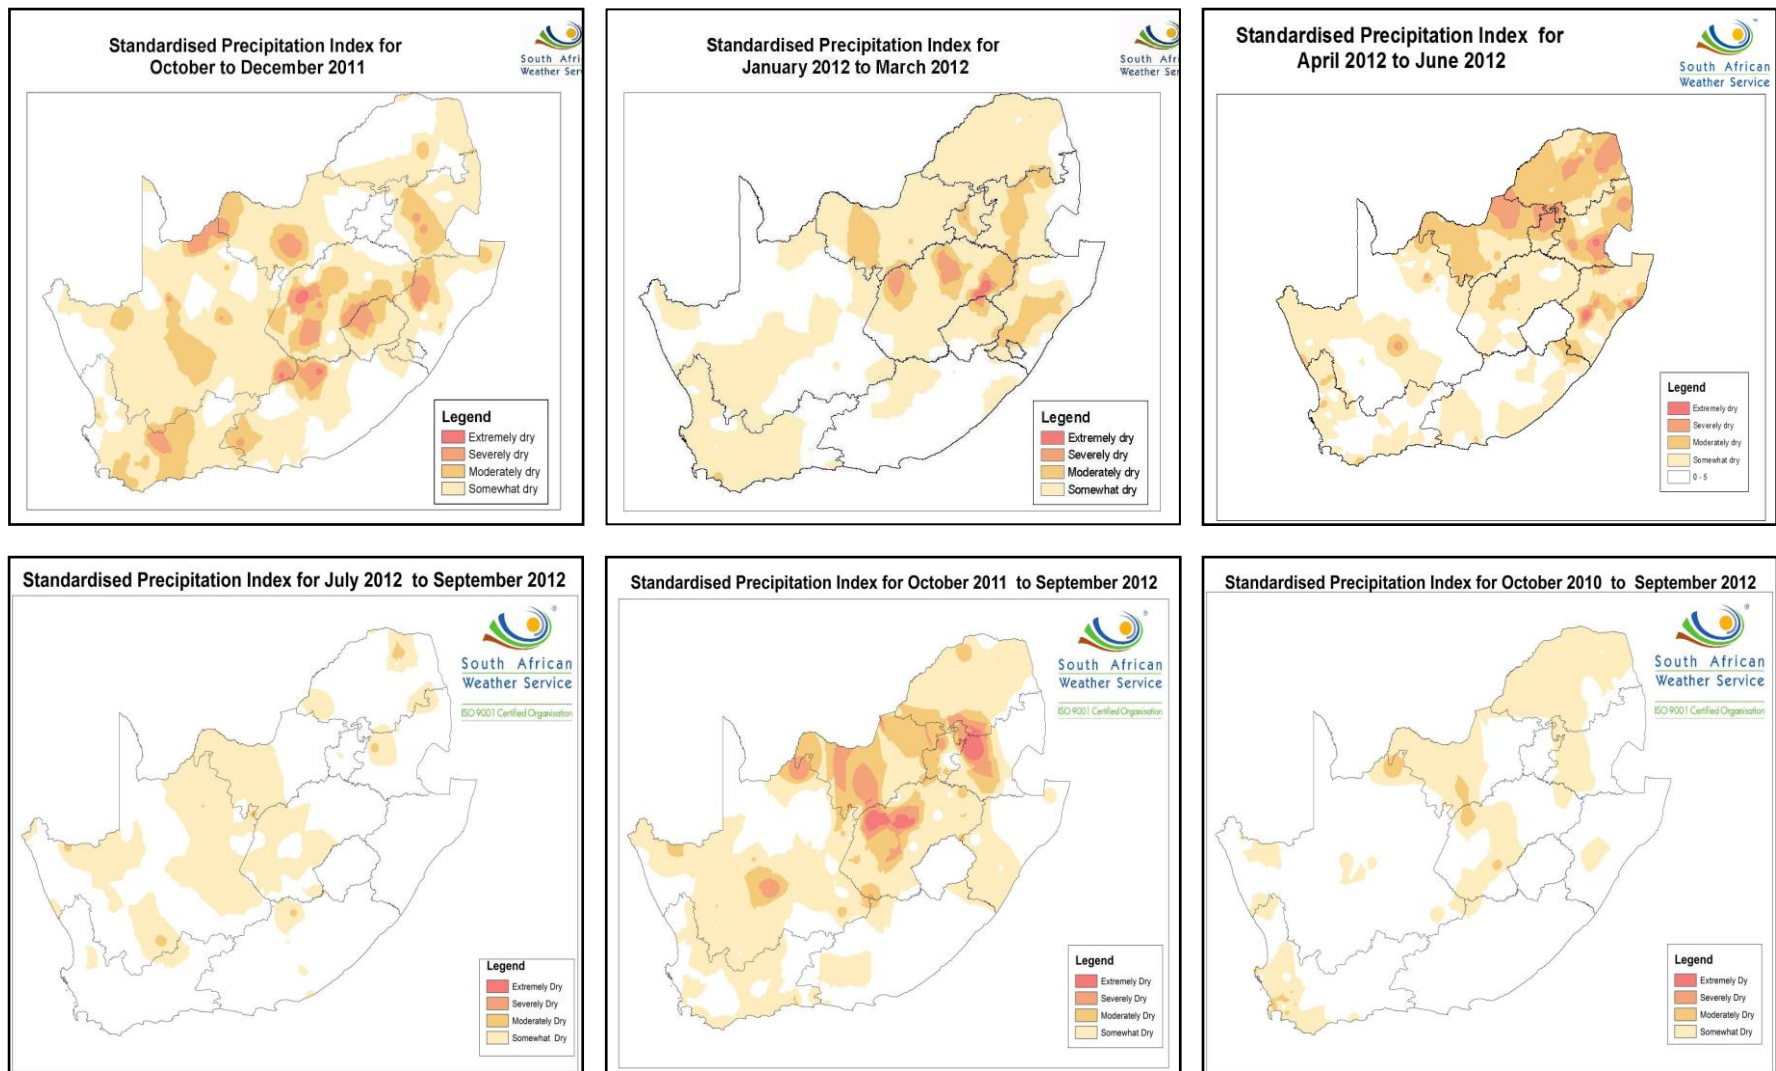 Standardised Precipitation Index for
October to December 2011
South Afri
Weather Ser
Legend
Extremely dry
Severely dry
Moderately dry
Somewhat dry
Standardised Precipitation Index for
January 2012 to March 2012
South Afri
Weather Ser
Legend
Extremely dry
Severely dry
Moderately dry
Somewhat dry
Standardised Precipitation Index for
April 2012 to June 2012
South African
Weather Service
Legend
Extremely dry
Severely dry
Moderately dry
Somewhat dry
0 - 5
Standardised Precipitation Index for July 2012 to September 2012
South African
Weather Service
ISO 9001 Certified Organisation
Legend
Extremely Dry
Severely Dry
Moderately Dry
Somewhat Dry
Standardised Precipitation Index for October 2011 to September 2012
South African
Weather Service
ISO 9001 Certified Organisation
Legend
Extremely Dry
Severely Dry
Moderately Dry
Somewhat Dry
Standardised Precipitation Index for October 2010 to September 2012
South African
Weather Service
ISO 9001 Certified Organisation
Legend
Extremely Dy
Severely Dry
Moderately Dry
Somewhat Dry